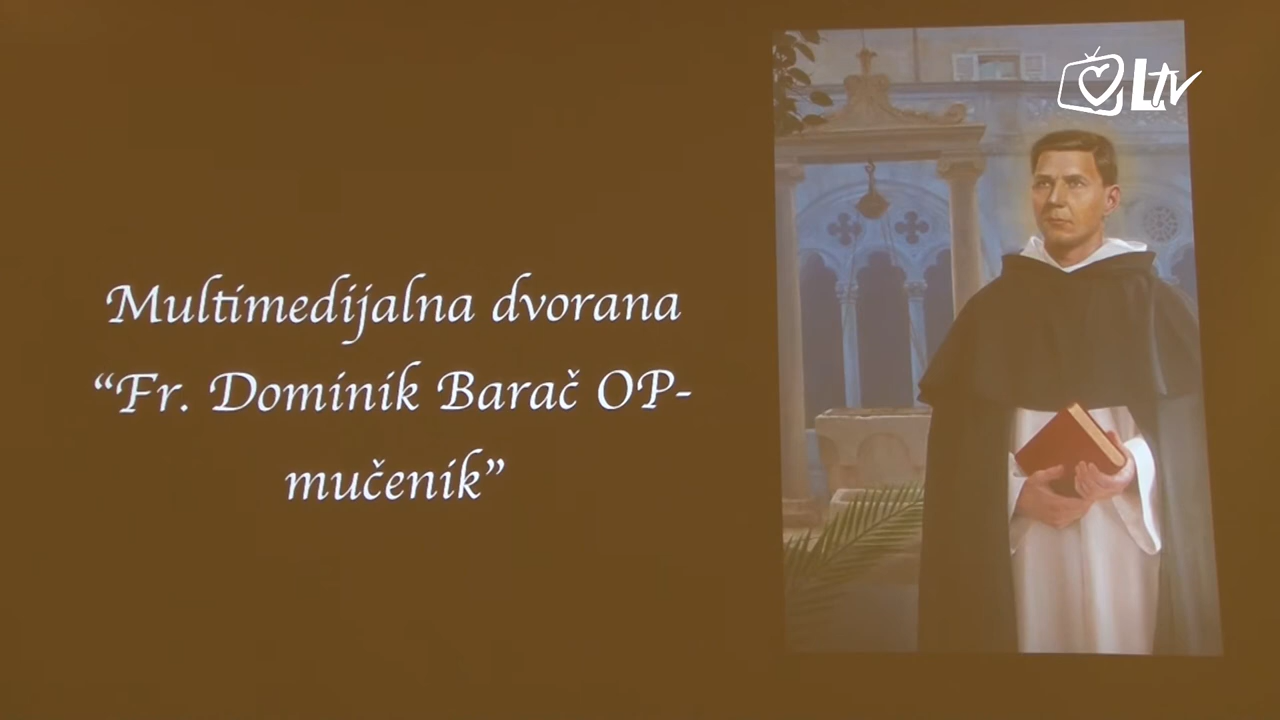 Ltv
Multimedijalna dvorana
“Fr. Dominik Barač OP-
mučenik”